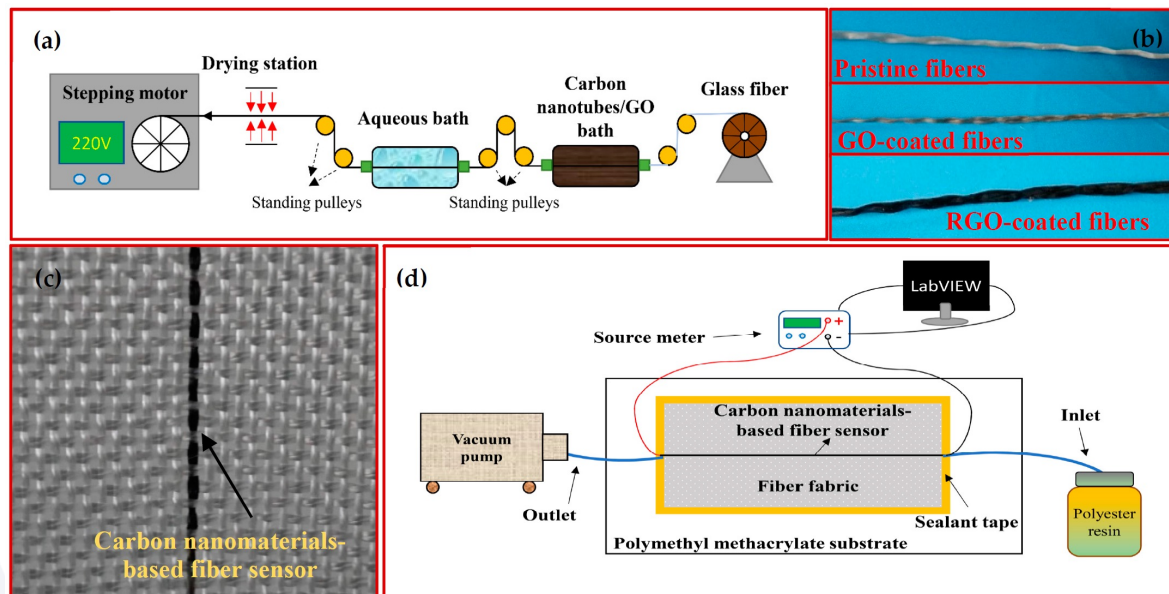 (a)
Drying station
Stepping motor
220V
Aqueous bath
Carbon
nanotubes/GO
bath
Glass fiber
Standing pulleys
Standing pulleys
(b)
Pristine fibers
GO-coated fibers
RGO-coated fibers
(c)
Carbon nanomaterials-
based fiber sensor
(d)
LabVIEW
Source meter
+
-
Carbon nanomaterials-
based fiber sensor
Vacuum
pump
Inlet
Fiber fabric
Outlet
Sealant tape
Polyester
resin
Polymethyl methacrylate substrate